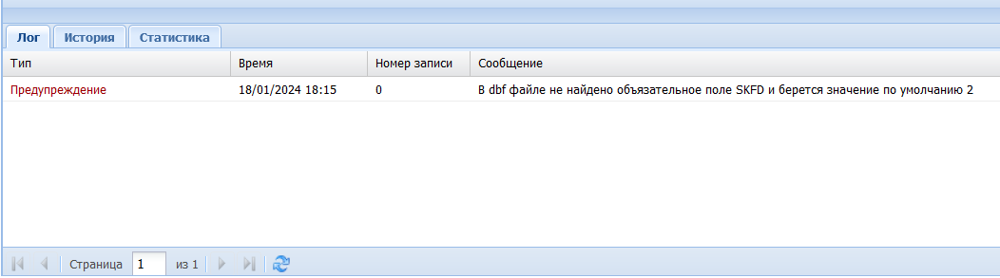 Лог История Статистика
Тип Время Номер записи Сообщение
Предупреждение 18/01/2024 18:15 0 В dbf файле не найдено объязательное поле SKFD и берется значение по умолчанию 2
Страница 1 из 1